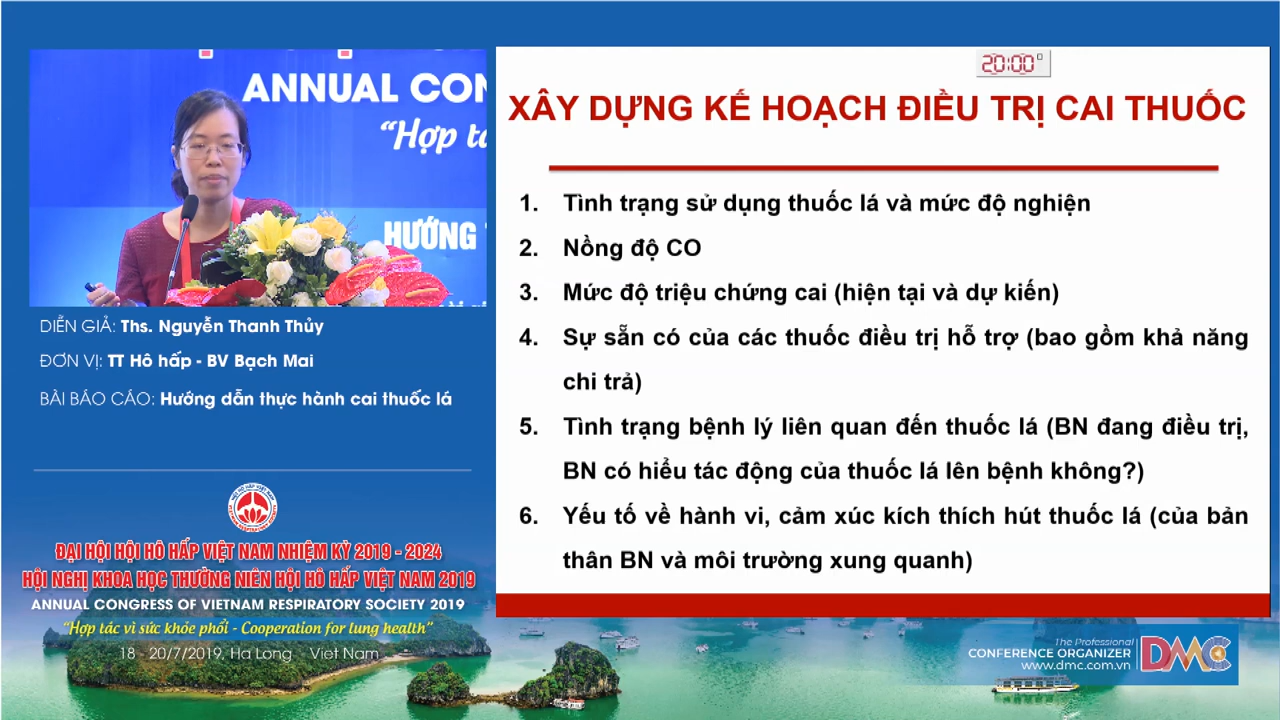 ANNUAL CON
“Hợp tá
HƯỚNG
20:00
XÂY DỰNG KẾ HOẠCH ĐIỀU TRỊ CAI THUỐC
1. Tình trạng sử dụng thuốc lá và mức độ nghiện
2. Nồng độ CO
3. Mức độ triệu chứng cai (hiện tại và dự kiến)
4. Sự sẵn có của các thuốc điều trị hỗ trợ (bao gồm khả năng
chi trả)
5. Tình trạng bệnh lý liên quan đến thuốc lá (BN đang điều trị,
BN có hiểu tác động của thuốc lá lên bệnh không?)
6. Yếu tố về hành vi, cảm xúc kích thích hút thuốc lá (của bản
thân BN và môi trường xung quanh)
DIỄN GIẢ: Ths. Nguyễn Thanh Thủy
ĐƠN VỊ: TT Hô hấp - BV Bạch Mai
BÀI BÁO CÁO: Hướng dẫn thực hành cai thuốc lá
ĐẠI HỘI HỘI HÔ HẤP VIỆT NAM NHIỆM KỲ 2019 - 2024
HỘI NGHỊ KHOA HỌC THƯỜNG NIÊN HỘI HÔ HẤP VIỆT NAM 2019
ANNUAL CONGRESS OF VIETNAM RESPIRATORY SOCIETY 2019
“Hợp tác vì sức khỏe phổi - Cooperation for lung health”
18 - 20/7/2019, Ha Long Viet Nam
The Professional
CONFERENCE ORGANIZER
www.dmc.com.vn
DMC